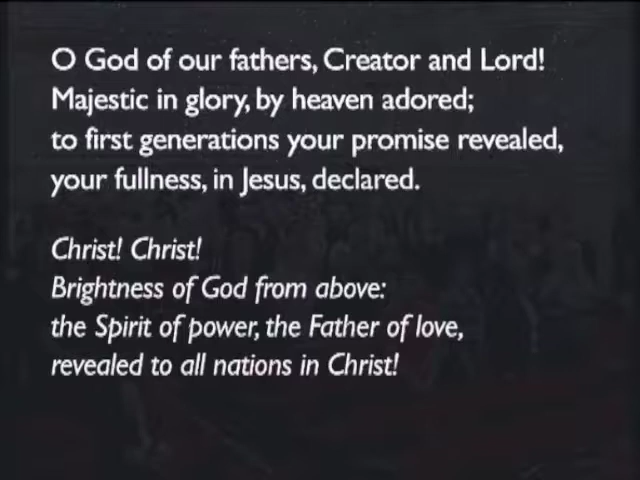 O God of our fathers, Creator and Lord!
Majestic in glory, by heaven adored;
to first generations your promise revealed,
your fullness, in Jesus, declared.
Christ! Christ!
Brightness of God from above:
the Spirit of power, the Father of love,
revealed to all nations in Christ!